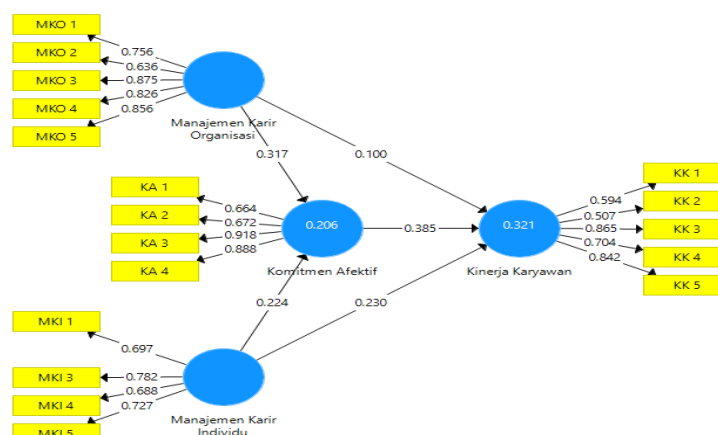 MKO 1
MKO 2
MKO 3
MKO 4
MKO 5
0.756
0.636
0.875
0.826
0.856
Manajemen Karir
Organisasi
0.317
0.100
KA 1
KA 2
KA 3
KA 4
0.664
0.672
0.918
0.888
0.206
Komitmen Afektif
0.385
0.321
Kinerja Karyawan
0.594
0.507
0.865
0.704
0.842
KK 1
KK 2
KK 3
KK 4
KK 5
0.224
0.230
MKI 1
MKI 3
MKI 4
MKI 5
0.697
0.782
0.688
0.727
Manajemen Karir
Individu